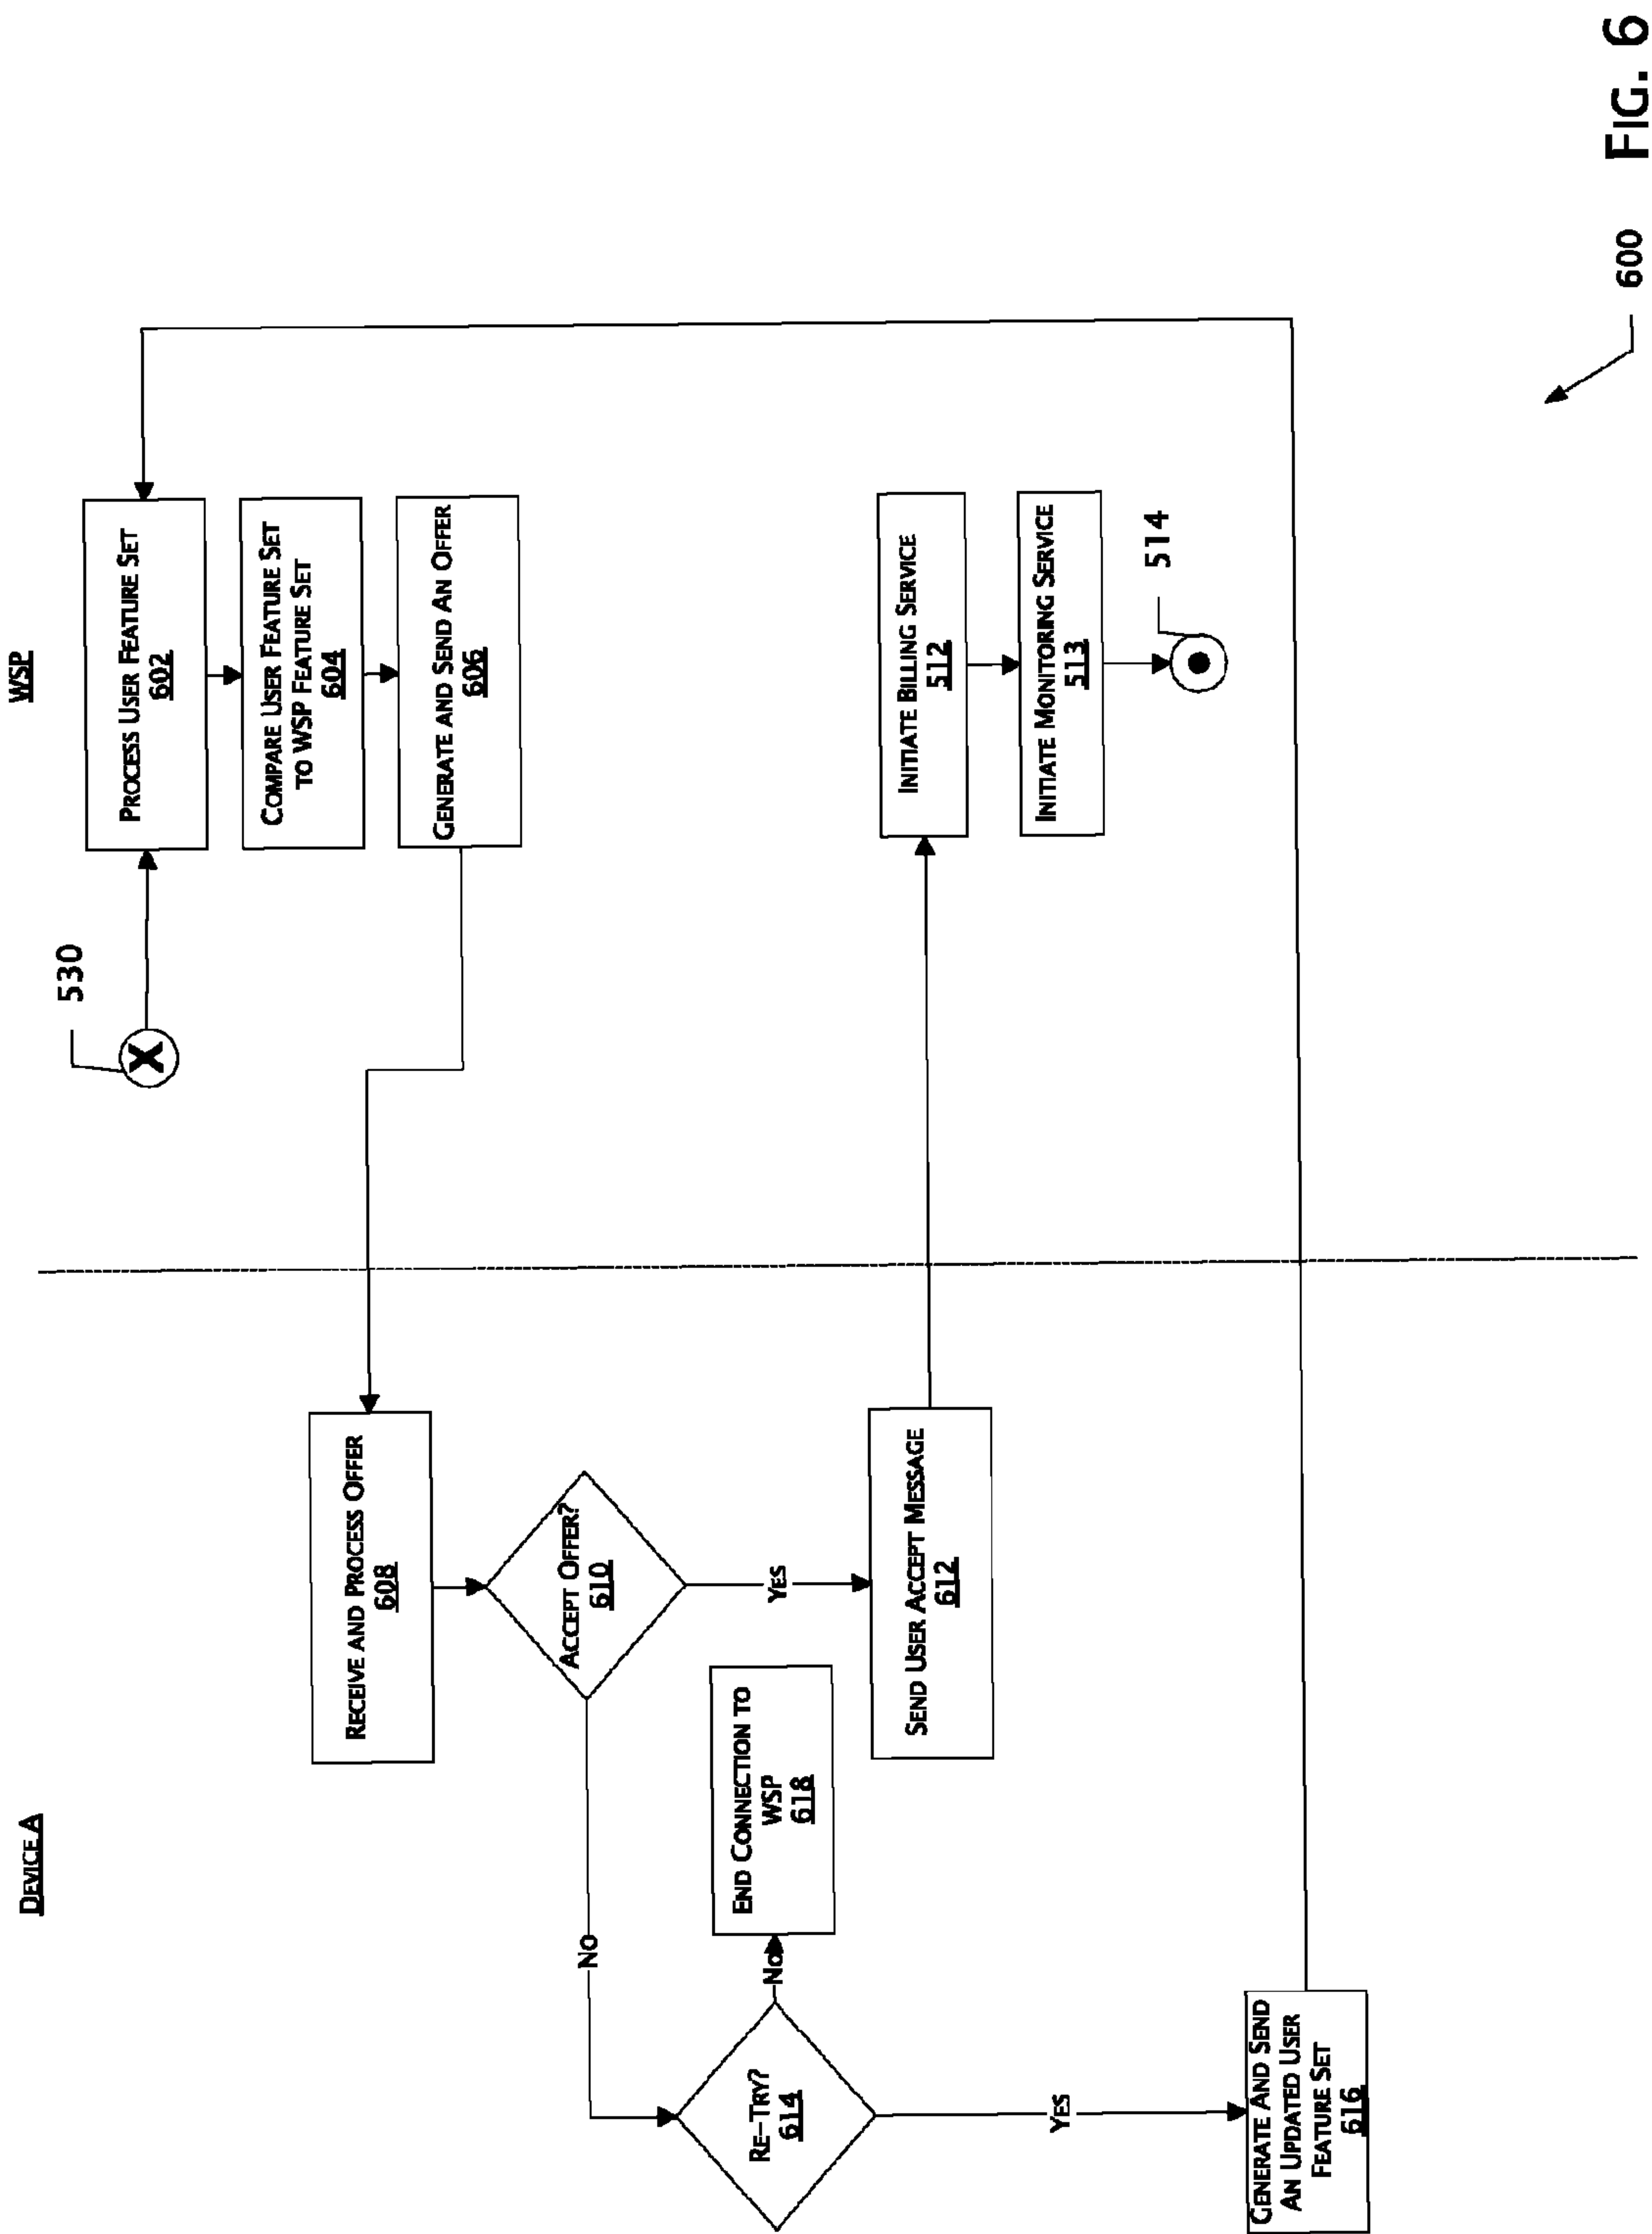 DEVICE A
WSP
530
PROCESS USER FEATURE SET
602
COMPARE USER FEATURE SET
TO WSP FEATURE SET
604
GENERATE AND SEND AN OFFER
606
RECEIVE AND PROCESS OFFER
608
ACCEPT OFFER?
610
NO
YES
RE-TRY?
614
NO
END CONNECTION TO
WSP
618
SEND USER ACCEPT MESSAGE
612
INITIATE BILLING SERVICE
512
INITIATE MONITORING SERVICE
513
514
YES
GENERATE AND SEND
AN UPDATED USER
FEATURE SET
616
600
FIG. 6
X